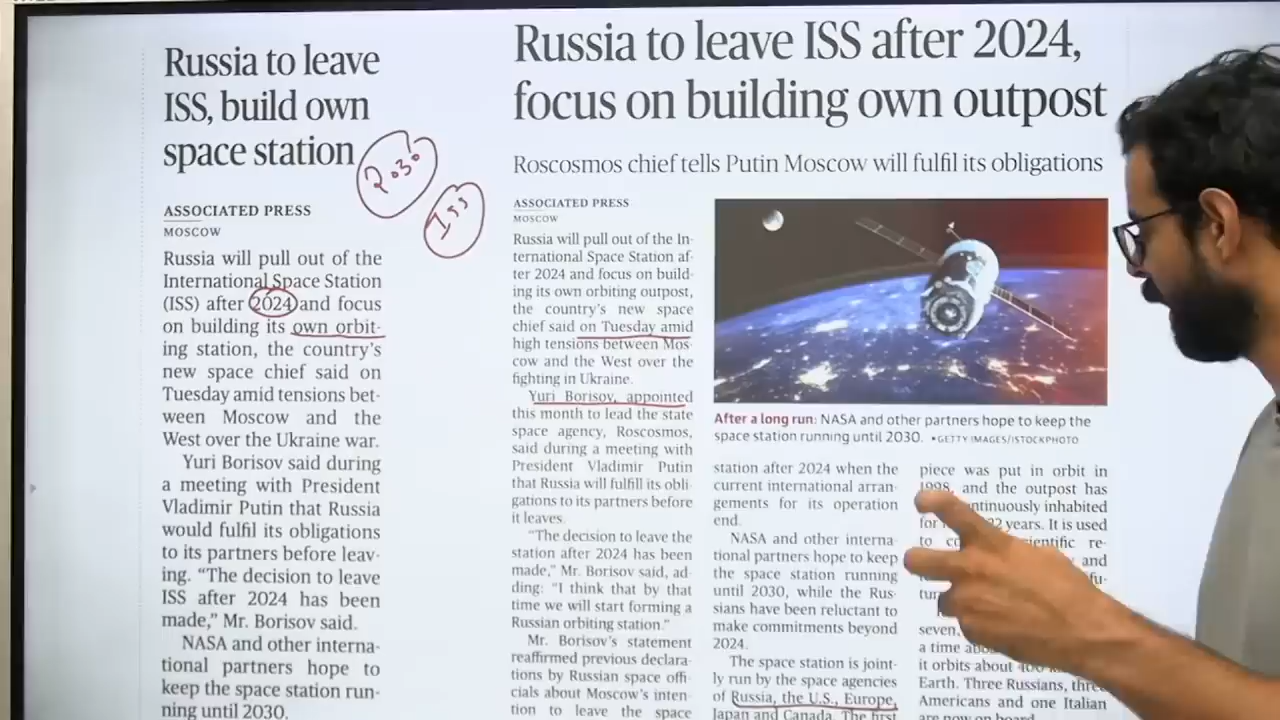 Russia to leave
ISS, build own
space station
2030
ISS
ASSOCIATED PRESS
MOSCOW
Russia will pull out of the
International Space Station
(ISS) after 2024 and focus
on building its own orbit-
ing station, the country's
new space chief said on
Tuesday amid tensions bet-
ween Moscow and the
West over the Ukraine war.
Yuri Borisov said during
a meeting with President
Vladimir Putin that Russia
would fulfil its obligations
to its partners before leav-
ing. “The decision to leave
ISS after 2024 has been
made,” Mr. Borisov said.
NASA and other interna-
tional partners hope to
keep the space station run-
ning until 2030.
Russia to leave ISS after 2024,
focus on building own outpost
Roscosmos chief tells Putin Moscow will fulfil its obligations
ASSOCIATED PRESS
MOSCOW
Russia will pull out of the In-
ternational Space Station af-
ter 2024 and focus on build-
ing its own orbiting outpost,
the country's new space
chief said on Tuesday amid
high tensions between Mos-
cow and the West over the
fighting in Ukraine.
Yuri Borisov, appointed
this month to lead the state
space agency, Roscosmos,
said during a meeting with
President Vladimir Putin
that Russia will fulfill its obli-
gations to its partners before
it leaves.
“The decision to leave the
station after 2024 has been
made,” Mr. Borisov said, ad-
ding: “I think that by that
time we will start forming a
Russian orbiting station.”
Mr. Borisov's statement
reaffirmed previous declara-
tions by Russian space offi-
cials about Moscow's inten-
tion to leave the space
After a long run: NASA and other partners hope to keep the
space station running until 2030. •GETTY IMAGES/ISTOCKPHOTO
station after 2024 when the
current international arran-
gements for its operation
end.
NASA and other interna-
tional partners hope to keep
the space station running
until 2030, while the Rus-
sians have been reluctant to
make commitments beyond
2024.
The space station is joint-
ly run by the space agencies
of Russia, the U.S., Europe,
Japan and Canada. The first
piece was put in orbit in
1998, and the outpost has
continuously inhabited
for 22 years. It is used
to scientific re-
and
seven,
a time
it orbits about
Earth. Three Russians, three
Americans and one Italian
are now on board.